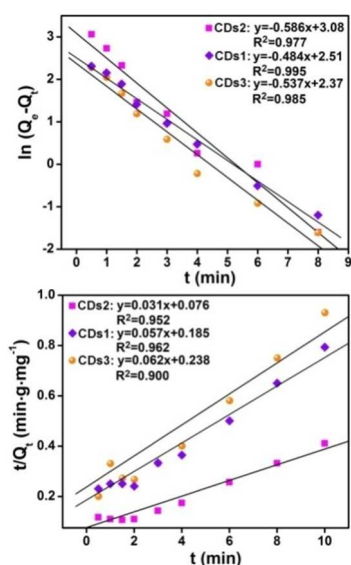 CDs2: y=-0.586x+3.08
R²=0.977
CDs1: y=-0.484x+2.51
R²=0.995
CDs3: y=-0.537x+2.37
R²=0.985
3
2
1
0
-1
-2
ln (Qe-Qt)
0 1 2 3 4 5 6 7 8 9
t (min)
CDs2: y=0.031x+0.076
R²=0.952
CDs1: y=0.057x+0.185
R²=0.962
CDs3: y=0.062x+0.238
R²=0.900
1.0
0.8
0.6
0.4
0.2
t/Qt (min·g·mg⁻¹)
0 2 4 6 8 10
t (min)